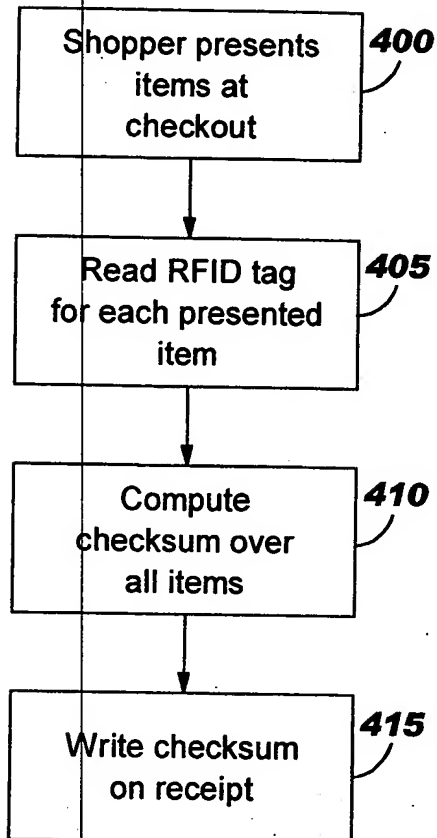 Shopper presents
items at
checkout
400
Read RFID tag
for each presented
item
405
Compute
checksum over
all items
410
Write checksum
on receipt
415